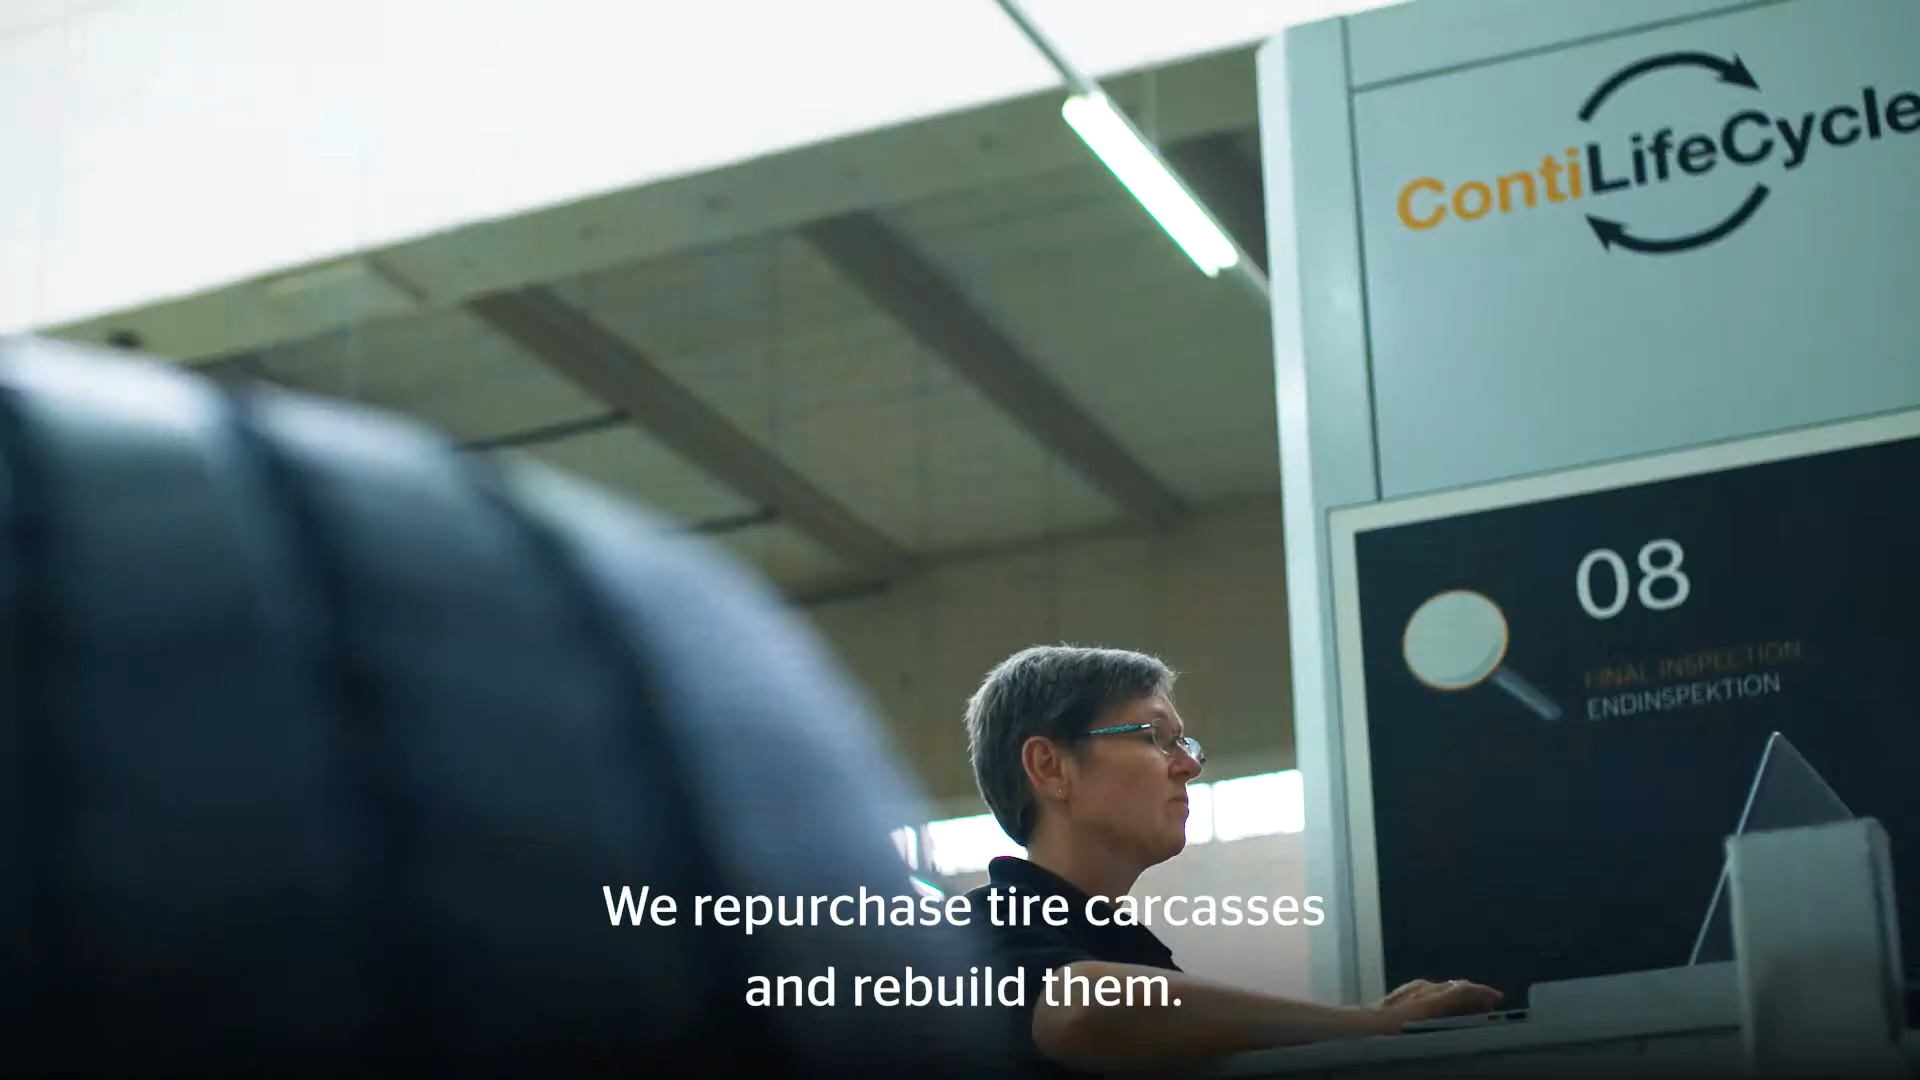 ContiLifeCycle
08
FINAL INSPECTION
ENDINSPEKTION
We repurchase tire carcasses
and rebuild them.